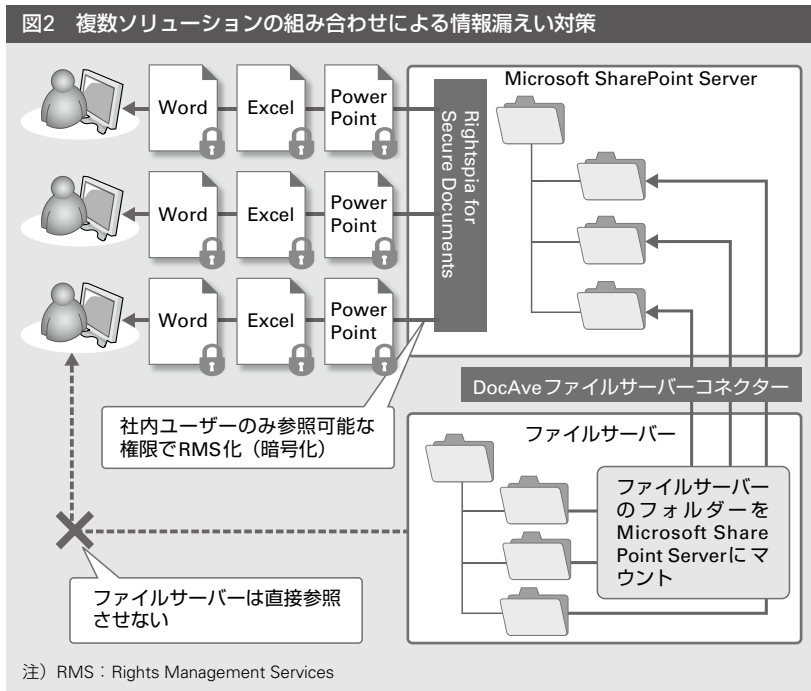 図2　複数ソリューションの組み合わせによる情報漏えい対策
Microsoft SharePoint Server
Word
Excel
Power
Point
Word
Excel
Power
Point
Word
Excel
Power
Point
Rightspia for
Secure Documents
DocAveファイルサーバーコネクター
社内ユーザーのみ参照可能な
権限でRMS化（暗号化）
ファイルサーバー
ファイルサーバー
のフォルダーを
Microsoft Share
Point Serverにマ
ウント
ファイルサーバーは直接参照
させない
注）RMS：Rights Management Services